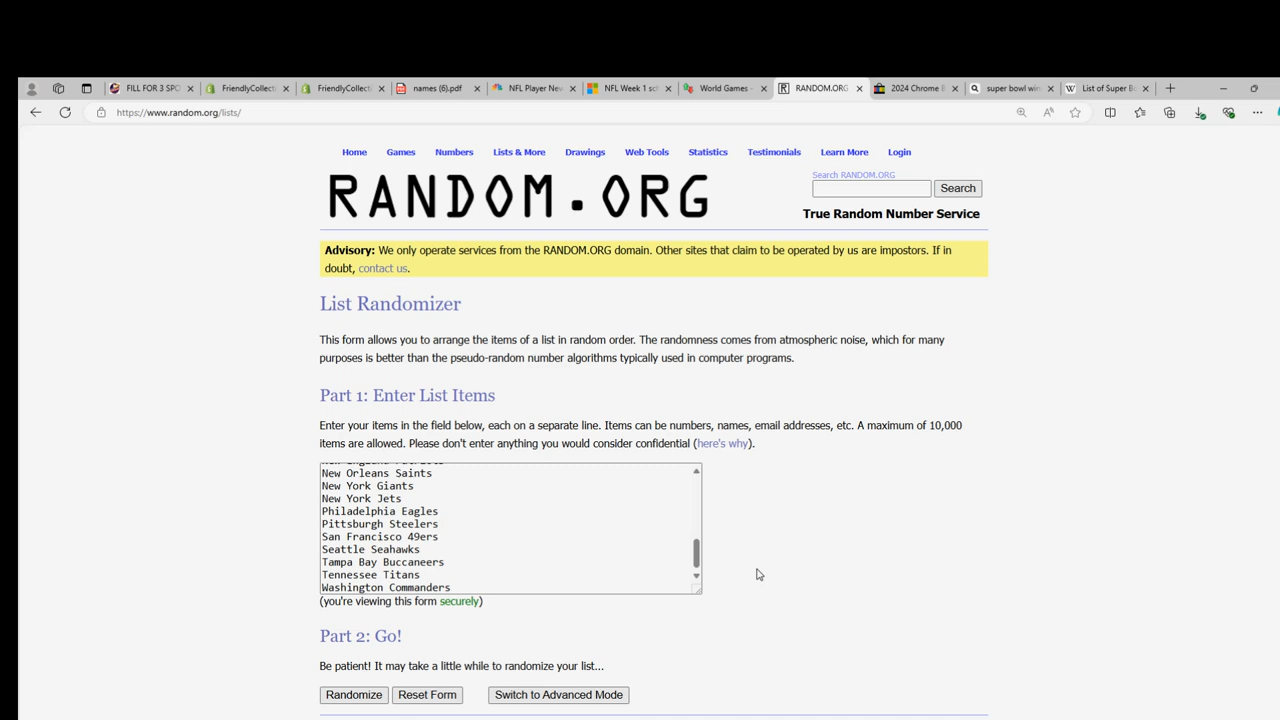 FILL FOR 3 SPO
FriendlyCollect
FriendlyCollect
names (6).pdf
NFL Player New
NFL Week 1 sc
World Games -
RANDOM.ORG
2024 Chrome B
super bowl win
List of Super Bo
https://www.random.org/lists/
Home Games Numbers Lists & More Drawings Web Tools Statistics Testimonials Learn More Login
RANDOM.ORG
Search RANDOM.ORG
Search
True Random Number Service
Advisory: We only operate services from the RANDOM.ORG domain. Other sites that claim to be operated by us are impostors. If in
doubt, contact us.
List Randomizer
This form allows you to arrange the items of a list in random order. The randomness comes from atmospheric noise, which for many
purposes is better than the pseudo-random number algorithms typically used in computer programs.
Part 1: Enter List Items
Enter your items in the field below, each on a separate line. Items can be numbers, names, email addresses, etc. A maximum of 10,000
items are allowed. Please don't enter anything you would consider confidential (here's why).
New Orleans Saints
New York Giants
New York Jets
Philadelphia Eagles
Pittsburgh Steelers
San Francisco 49ers
Seattle Seahawks
Tampa Bay Buccaneers
Tennessee Titans
Washington Commanders
(you're viewing this form securely)
Part 2: Go!
Be patient! It may take a little while to randomize your list...
Randomize Reset Form Switch to Advanced Mode